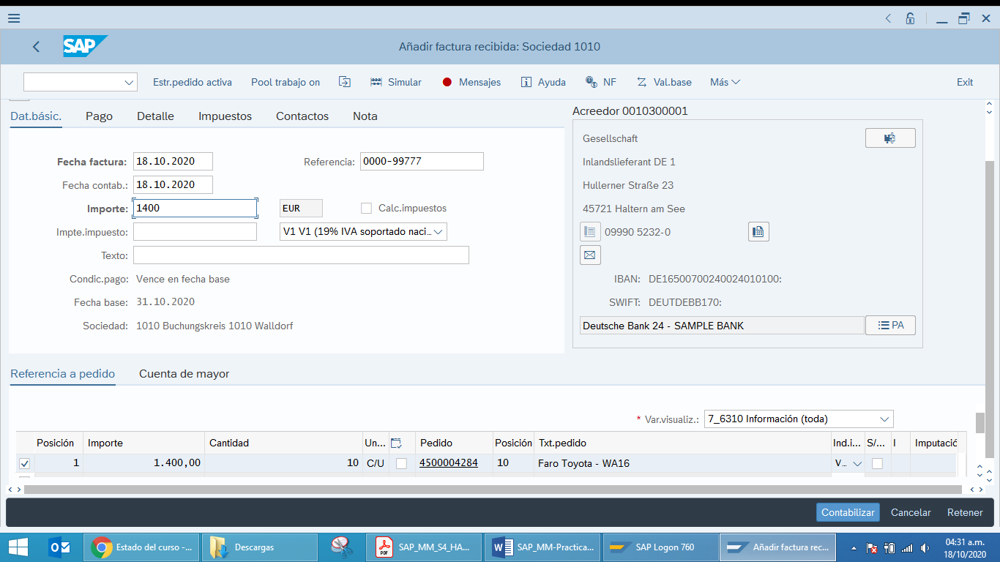 SAP
Añadir factura recibida: Sociedad 1010
Estr.pedido activa Pool trabajo on Simular Mensajes Ayuda NF Val.base Más Exit
Dat.básic. Pago Detalle Impuestos Contactos Nota
Acreedor 0010300001
Gesellschaft
Fecha factura: 18.10.2020 Referencia: 0000-99777
Inlandslieferant DE 1
Fecha contab.: 18.10.2020
Hullerner Straße 23
Importe: 1400 EUR Calc.impuestos
45721 Haltern am See
Impte.impuesto: V1 V1 (19% IVA soportado naci...
09990 5232-0
Texto:
Condic.pago: Vence en fecha base
IBAN: DE16500700240024010100:
Fecha base: 31.10.2020
SWIFT: DEUTDEBB170:
Sociedad: 1010 Buchungskreis 1010 Walldorf
Deutsche Bank 24 - SAMPLE BANK PA
Referencia a pedido Cuenta de mayor
* Var.visualiz.: 7_6310 Información (toda)
Posición Importe Cantidad Un... Pedido Posición Txt.pedido Ind.i... S/... I Imputació
1 1.400,00 10 C/U 4500004284 10 Faro Toyota - WA16 V...
Contabilizar Cancelar Retener
Estado del curso -... Descargas SAP_MM_S4_HA... SAP_MM-Practica... SAP Logon 760 Añadir factura rec...
04:31 a.m.
18/10/2020